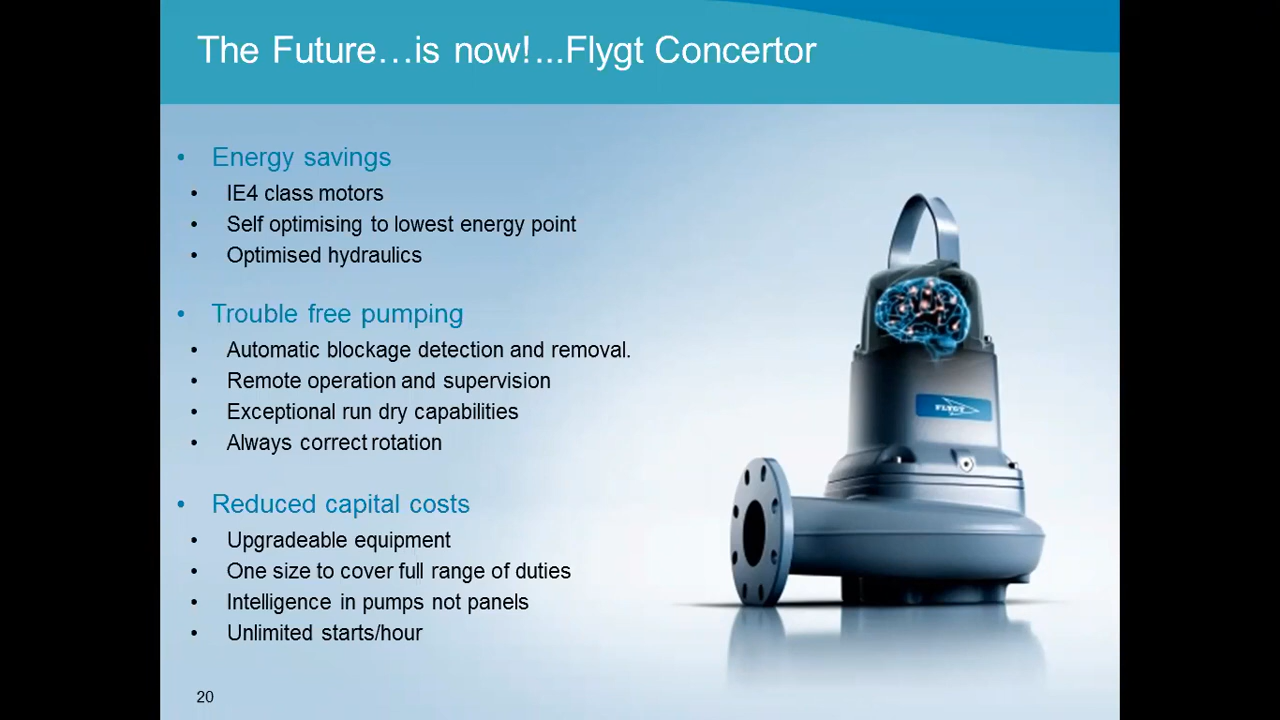 The Future…is now!...Flygt Concertor
• Energy savings
• IE4 class motors
• Self optimising to lowest energy point
• Optimised hydraulics
• Trouble free pumping
• Automatic blockage detection and removal.
• Remote operation and supervision
• Exceptional run dry capabilities
• Always correct rotation
• Reduced capital costs
• Upgradeable equipment
• One size to cover full range of duties
• Intelligence in pumps not panels
• Unlimited starts/hour
FLYGT
20